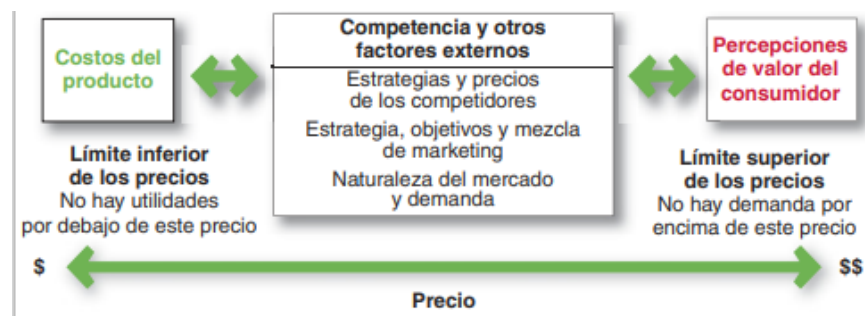 Costos del
producto
Límite inferior
de los precios
No hay utilidades
por debajo de este precio
Competencia y otros
factores externos
Estrategias y precios
de los competidores
Estrategia, objetivos y mezcla
de marketing
Naturaleza del mercado
y demanda
Percepciones
de valor del
consumidor
Límite superior
de los precios
No hay demanda por
encima de este precio
$
$$
Precio